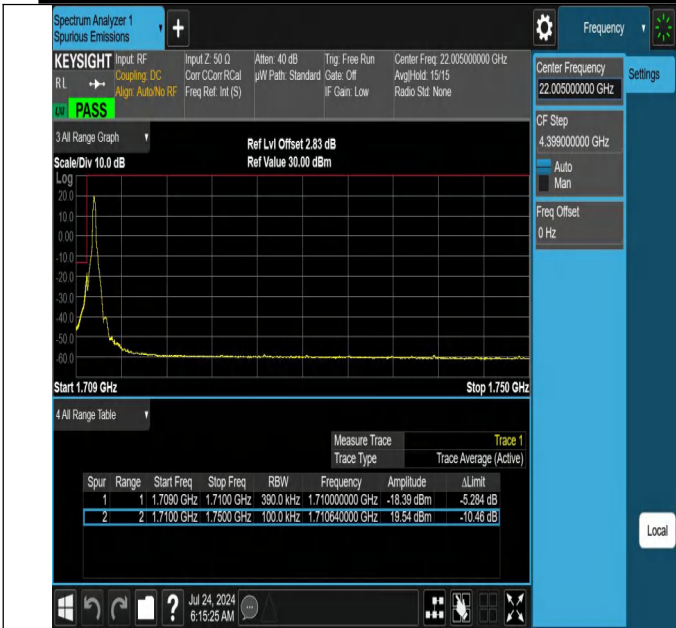 Spectrum Analyzer 1
Spurious Emissions
Frequency
KEYSIGHT
RL
PASS
Input: RF
Coupling: DC
Align: Auto/No RF
Input Z: 50 Ω
Corr CCorr RCal
Freq Ref: Int (S)
Atten: 40 dB
µW Path: Standard
Trig: Free Run
Gate: Off
IF Gain: Low
Center Freq: 22.005000000 GHz
Avg|Hold: 15/15
Radio Std: None
Center Frequency
22.005000000 GHz
Settings
CF Step
4.399000000 GHz
Auto
Man
Freq Offset
0 Hz
3 All Range Graph
Ref Lvl Offset 2.83 dB
Scale/Div 10.0 dB
Ref Value 30.00 dBm
Log
20.0
10.0
0.00
-10.0
-20.0
-30.0
-40.0
-50.0
-60.0
Start 1.709 GHz
Stop 1.750 GHz
4 All Range Table
Measure Trace Trace 1
Trace Type Trace Average (Active)
Spur Range Start Freq Stop Freq RBW Frequency Amplitude ΔLimit
1 1 1.7090 GHz 1.7100 GHz 390.0 kHz 1.710000000 GHz -18.39 dBm -5.284 dB
2 2 1.7100 GHz 1.7500 GHz 100.0 kHz 1.710640000 GHz 19.54 dBm -10.46 dB
Local
Jul 24, 2024
6:15:25 AM